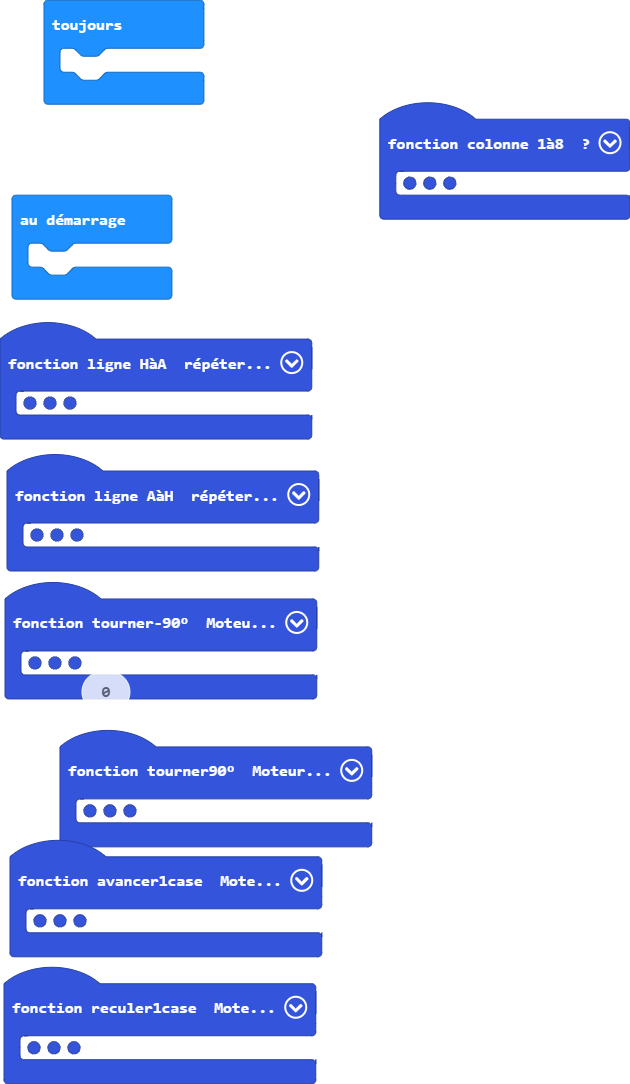 toujours
fonction colonne 1à8 ?
au démarrage
fonction ligne HàA répéter...
fonction ligne AàH répéter...
fonction tourner-90º Moteu...
0
fonction tourner90º Moteur...
fonction avancer1case Mote...
fonction reculer1case Mote...